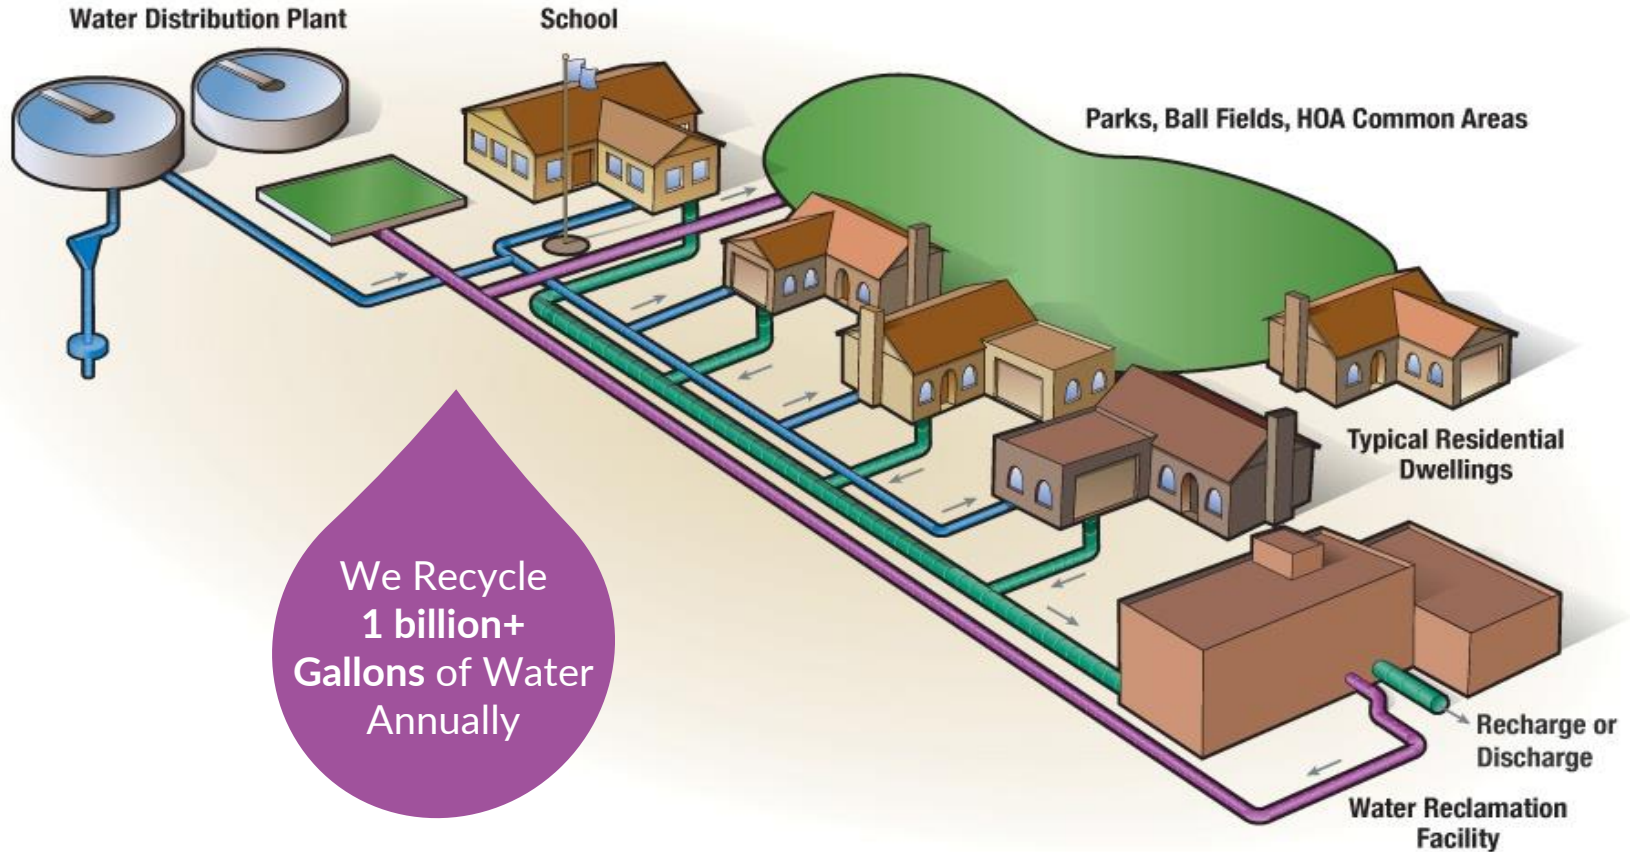 Water Distribution Plant
School
Parks, Ball Fields, HOA Common Areas
Typical Residential
Dwellings
We Recycle
1 billion+
Gallons of Water
Annually
Recharge or
Discharge
Water Reclamation
Facility